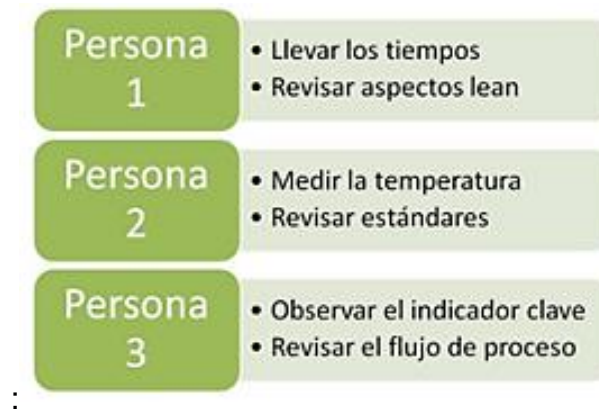 Persona
1
• Llevar los tiempos
• Revisar aspectos lean
Persona
2
• Medir la temperatura
• Revisar estándares
Persona
3
• Observar el indicador clave
• Revisar el flujo de proceso
: